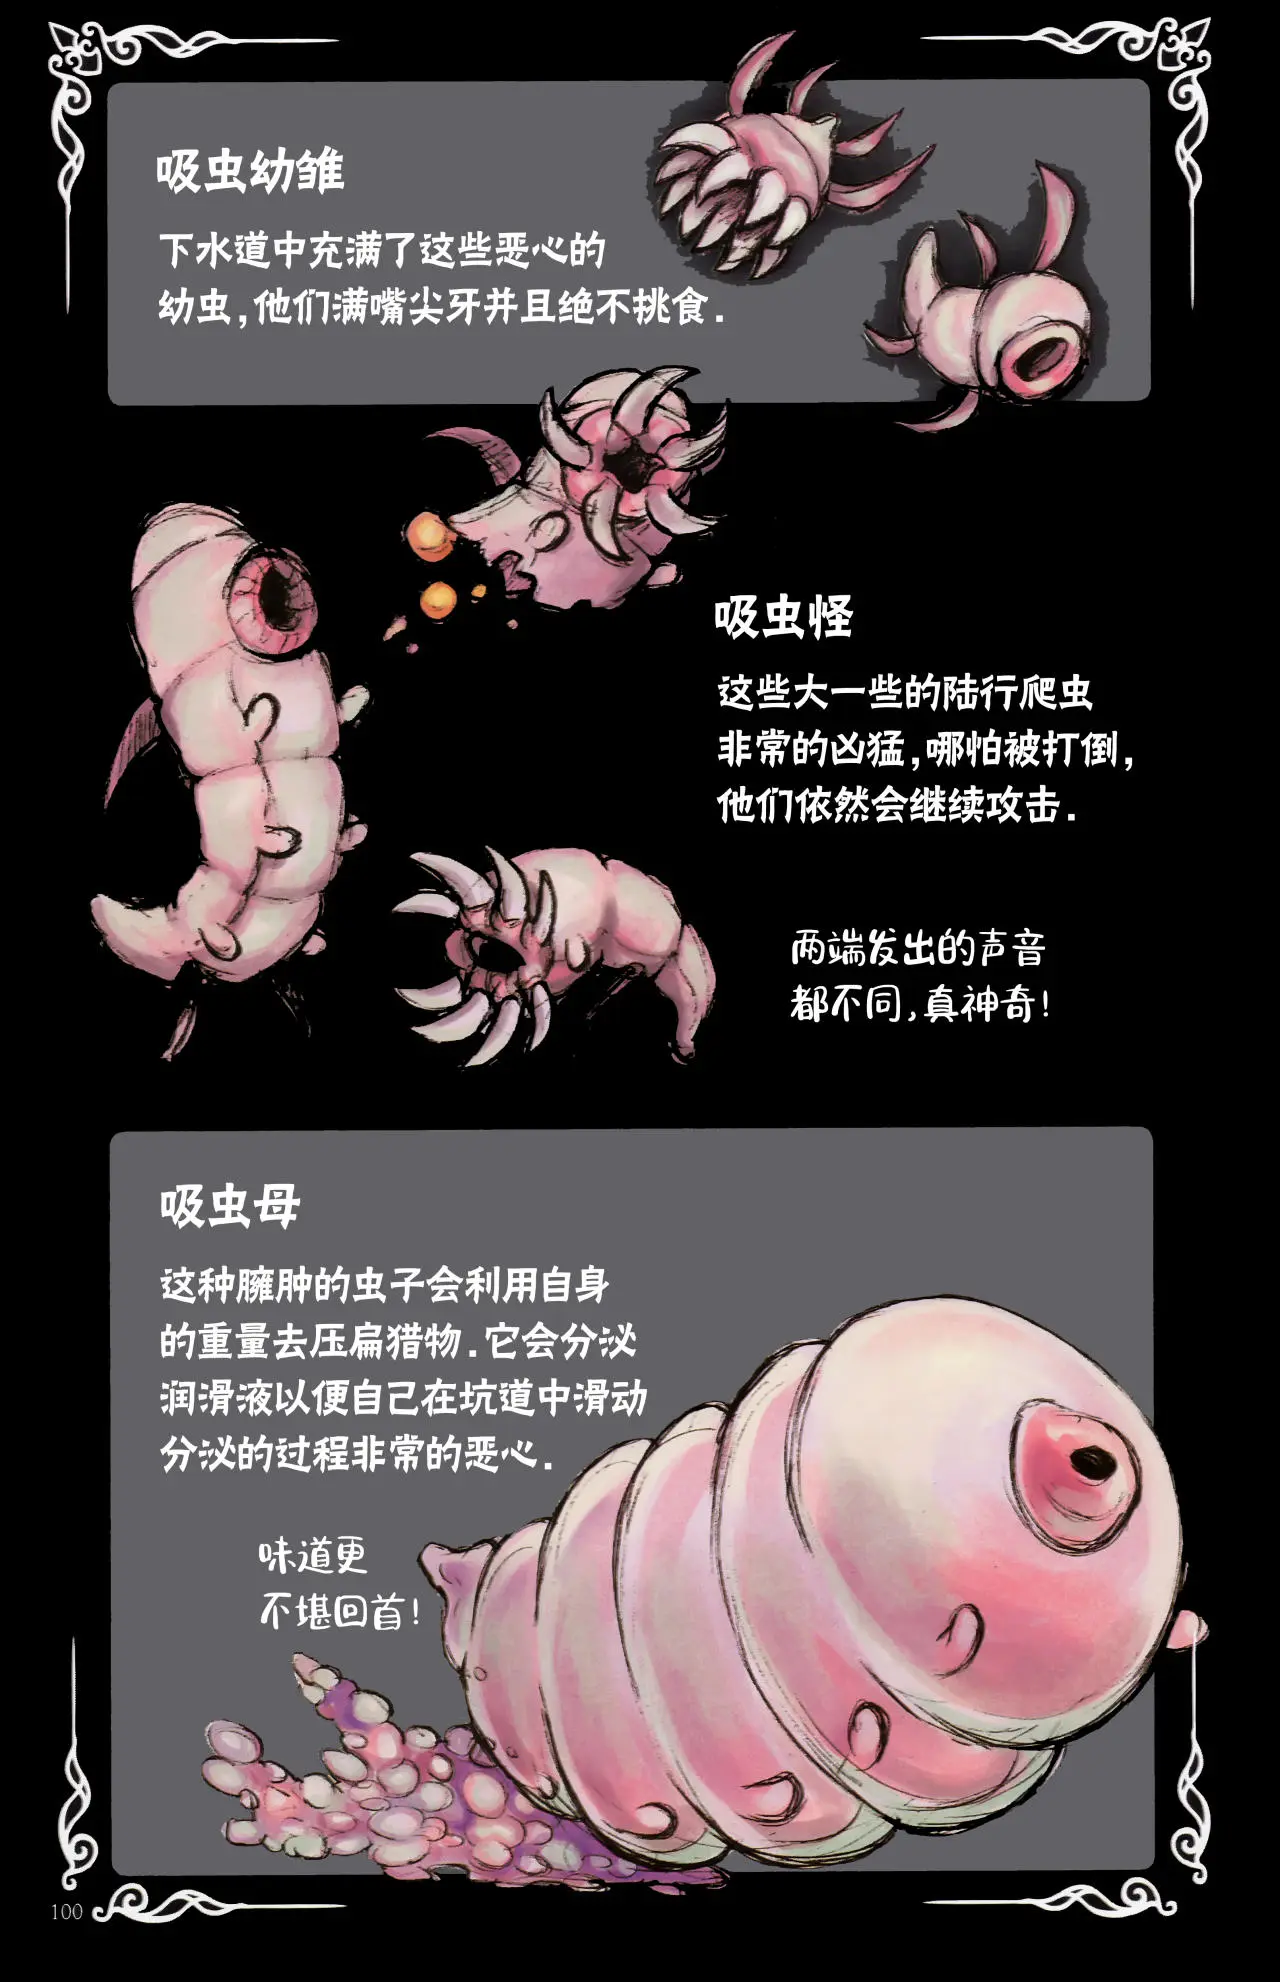 吸虫幼雏
下水道中充满了这些恶心的
幼虫,他们满嘴尖牙并且绝不挑食.
吸虫怪
这些大一些的陆行爬虫
非常的凶猛,哪怕被打倒,
他们依然会继续攻击.
两端发出的声音
都不同,真神奇!
吸虫母
这种臃肿的虫子会利用自身
的重量去压扁猎物.它会分泌
润滑液以便自己在坑道中滑动
分泌的过程非常的恶心.
味道更
不堪回首!
100